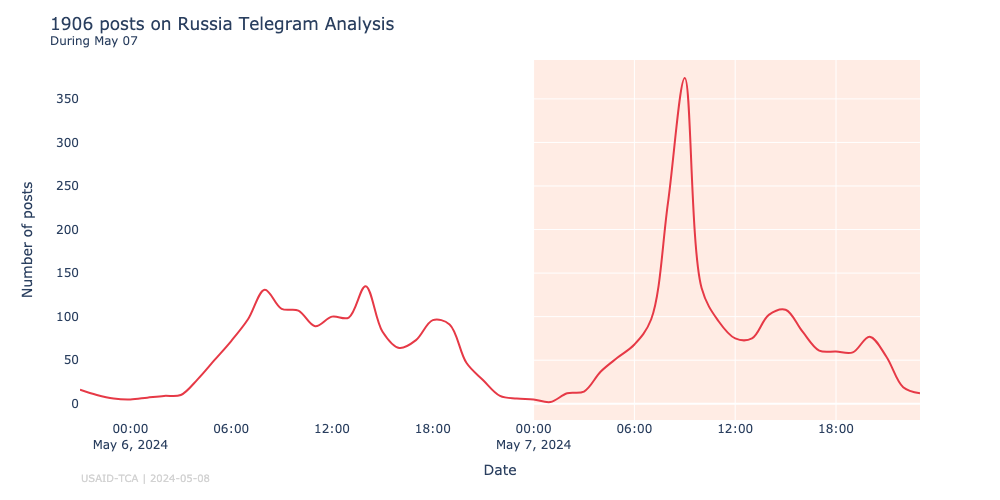 1906 posts on Russia Telegram Analysis
During May 07
Number of posts
350
300
250
200
150
100
50
0
00:00 06:00 12:00 18:00 00:00 06:00 12:00 18:00
May 6, 2024 May 7, 2024
Date
USAID-TCA | 2024-05-08